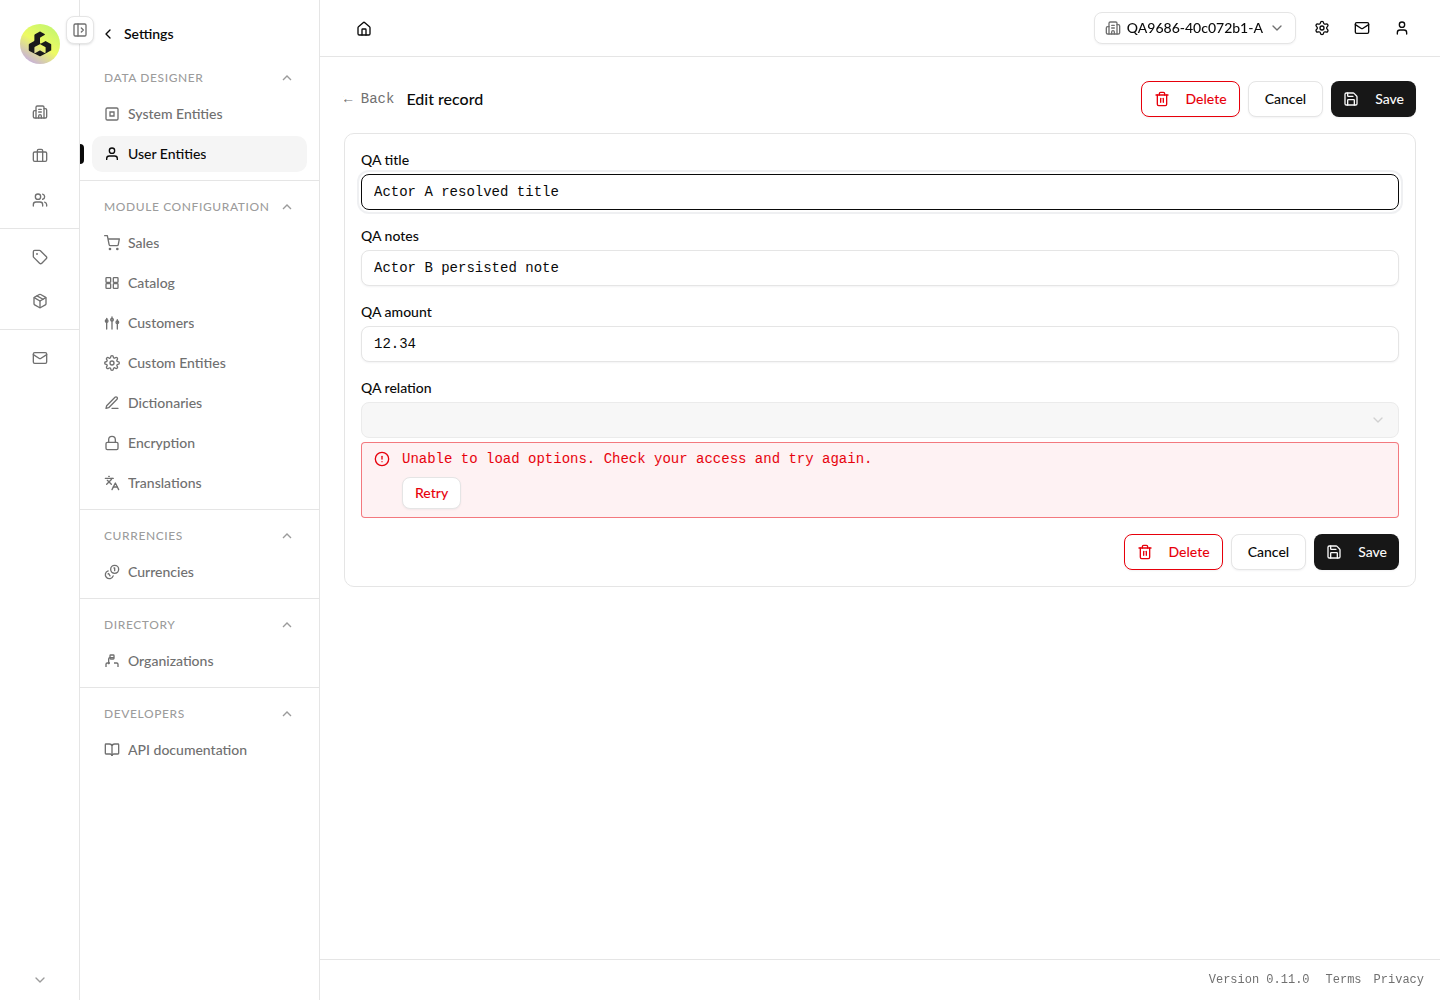 Settings
DATA DESIGNER
System Entities
User Entities
MODULE CONFIGURATION
Sales
Catalog
Customers
Custom Entities
Dictionaries
Encryption
Translations
CURRENCIES
Currencies
DIRECTORY
Organizations
DEVELOPERS
API documentation
QA9686-40c072b1-A
← Back Edit record
Delete Cancel Save
QA title
Actor A resolved title
QA notes
Actor B persisted note
QA amount
12.34
QA relation
Unable to load options. Check your access and try again.
Retry
Delete Cancel Save
Version 0.11.0 Terms Privacy